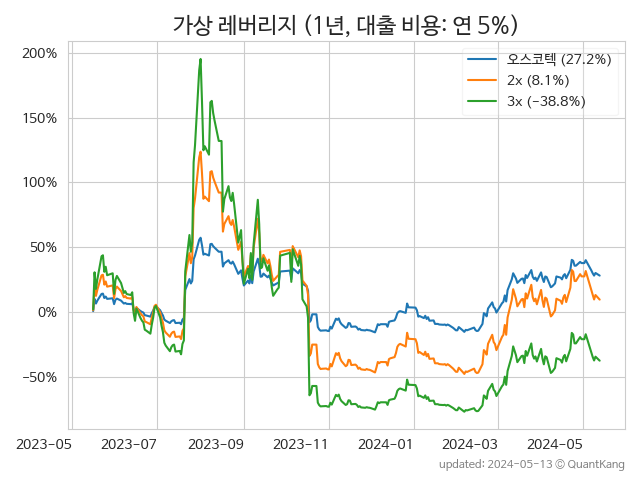 가상 레버리지 (1년, 대출 비용: 연 5%)
오스코텍 (27.2%)
2x (8.1%)
3x (-38.8%)
200%
150%
100%
50%
0%
−50%
2023-05 2023-07 2023-09 2023-11 2024-01 2024-03 2024-05
updated: 2024-05-13 © QuantKang